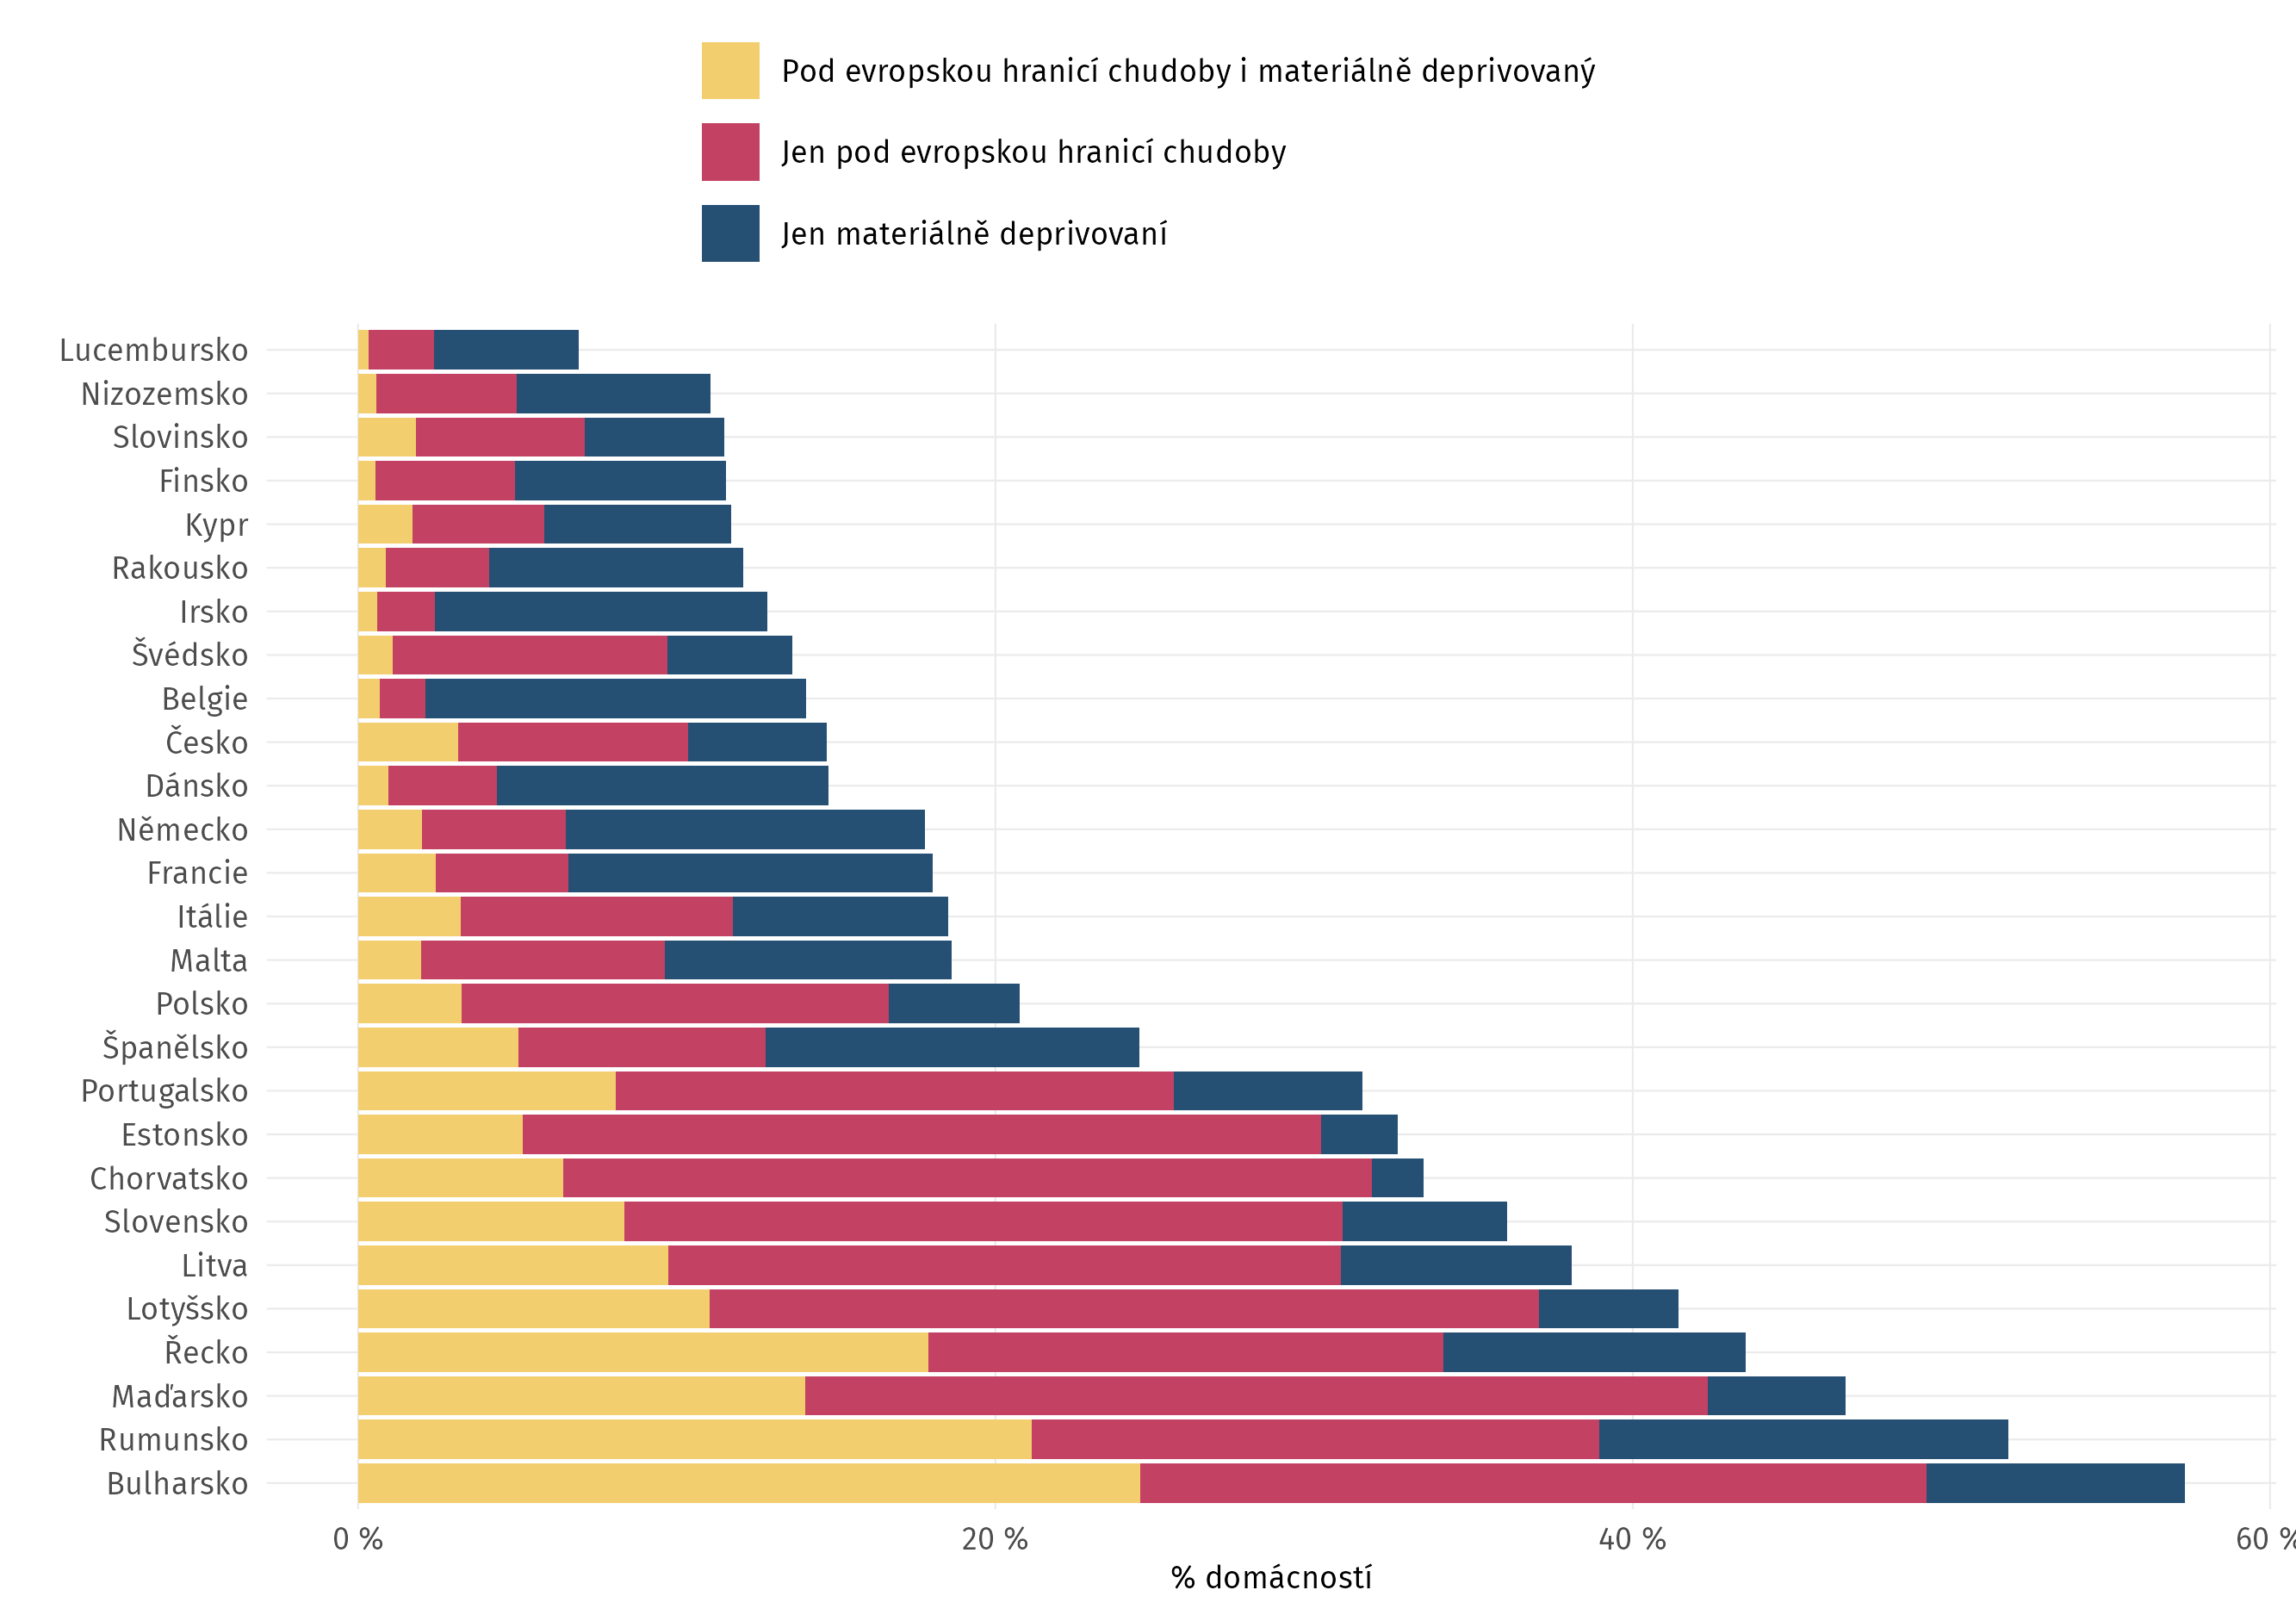 Pod evropskou hranicí chudoby i materiálně deprivovaný
Jen pod evropskou hranicí chudoby
Jen materiálně deprivovaní
Lucembursko
Nizozemsko
Slovinsko
Finsko
Kypr
Rakousko
Irsko
Švédsko
Belgie
Česko
Dánsko
Německo
Francie
Itálie
Malta
Polsko
Španělsko
Portugalsko
Estonsko
Chorvatsko
Slovensko
Litva
Lotyšsko
Řecko
Maďarsko
Rumunsko
Bulharsko
0 % 20 % 40 % 60 %
% domácností